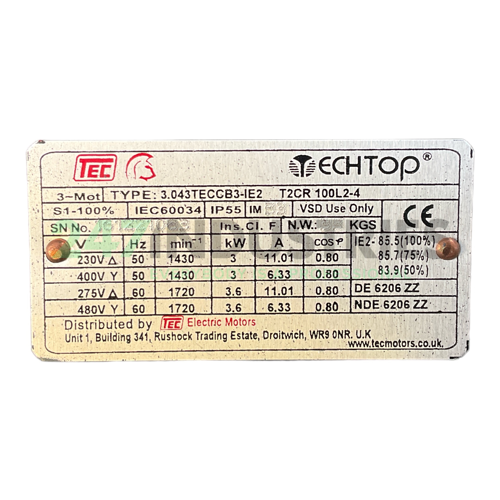 TEC TECHTOP®
3-Mot TYPE: 3.043TECCB3-IE2 T2CR 100L2-4
S1-100% IEC60034 IP55 IM VSD Use Only CE
SN No. Ins.Cl. F N.W.: KGS
V Hz min⁻¹ kW A cos φ IE2- 85.5(100%)
230V Δ 50 1430 3 11.01 0.80 85.7(75%)
400V Y 50 1430 3 6.33 0.80 83.9(50%)
275V Δ 60 1720 3.6 11.01 0.80 DE 6206 ZZ
480V Y 60 1720 3.6 6.33 0.80 NDE 6206 ZZ
Distributed by TEC Electric Motors
Unit 1, Building 341, Rushock Trading Estate, Droitwich, WR9 0NR. U.K
www.tecmotors.co.uk